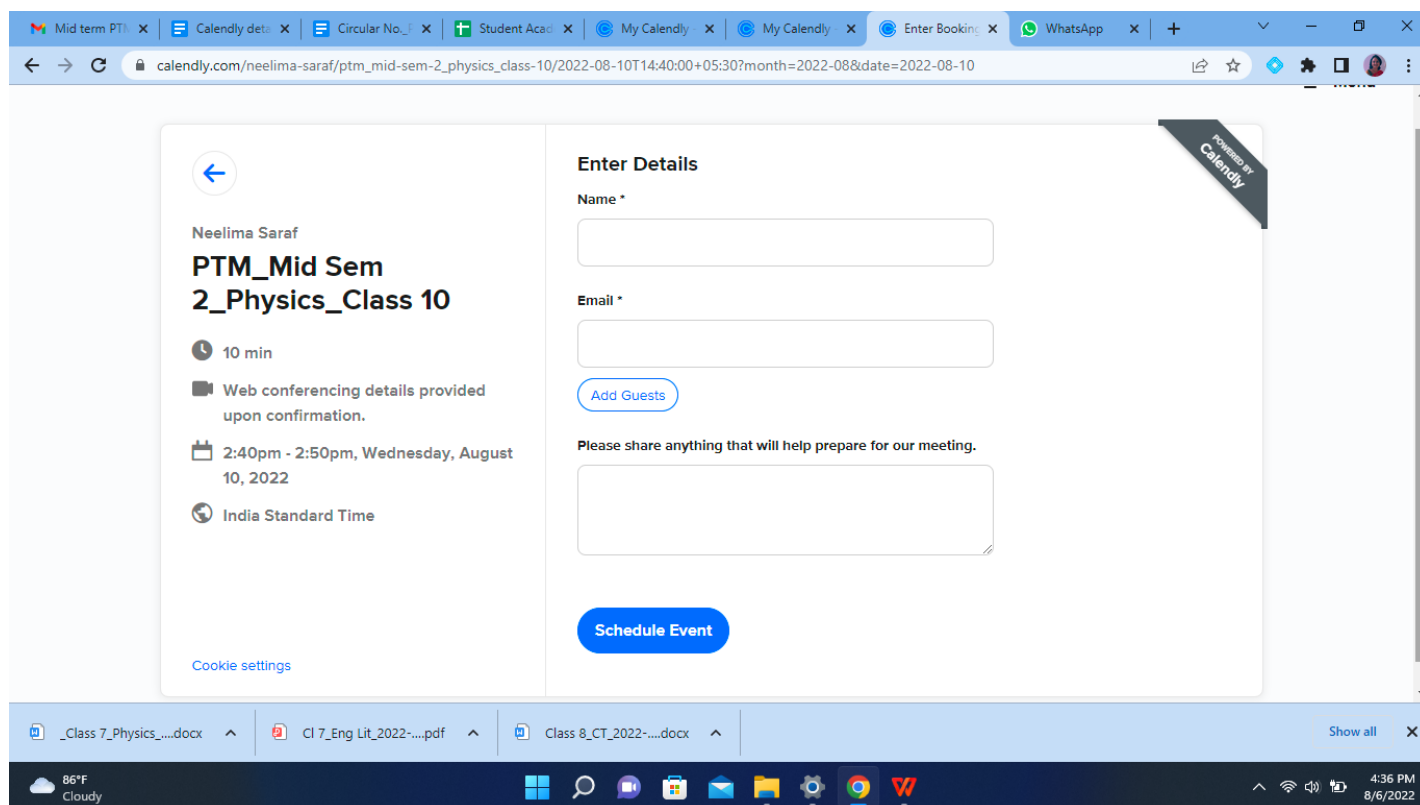 Mid term PTM
Calendly deta
Circular No._F
Student Acad
My Calendly -
My Calendly -
Enter Booking
WhatsApp
calendly.com/neelima-saraf/ptm_mid-sem-2_physics_class-10/2022-08-10T14:40:00+05:30?month=2022-08&date=2022-08-10
POWERED BY
Calendly
Neelima Saraf
PTM_Mid Sem
2_Physics_Class 10
10 min
Web conferencing details provided
upon confirmation.
2:40pm - 2:50pm, Wednesday, August
10, 2022
India Standard Time
Cookie settings
Enter Details
Name *
Email *
Add Guests
Please share anything that will help prepare for our meeting.
Schedule Event
_Class 7_Physics_....docx
Cl 7_Eng Lit_2022-....pdf
Class 8_CT_2022-....docx
Show all
86°F
Cloudy
4:36 PM
8/6/2022